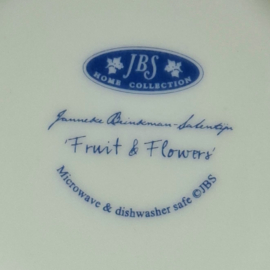 JBS
HOME COLLECTION
Janneke Brinkman-Salentijn
'Fruit & Flowers'
Microwave & dishwasher safe ©JBS